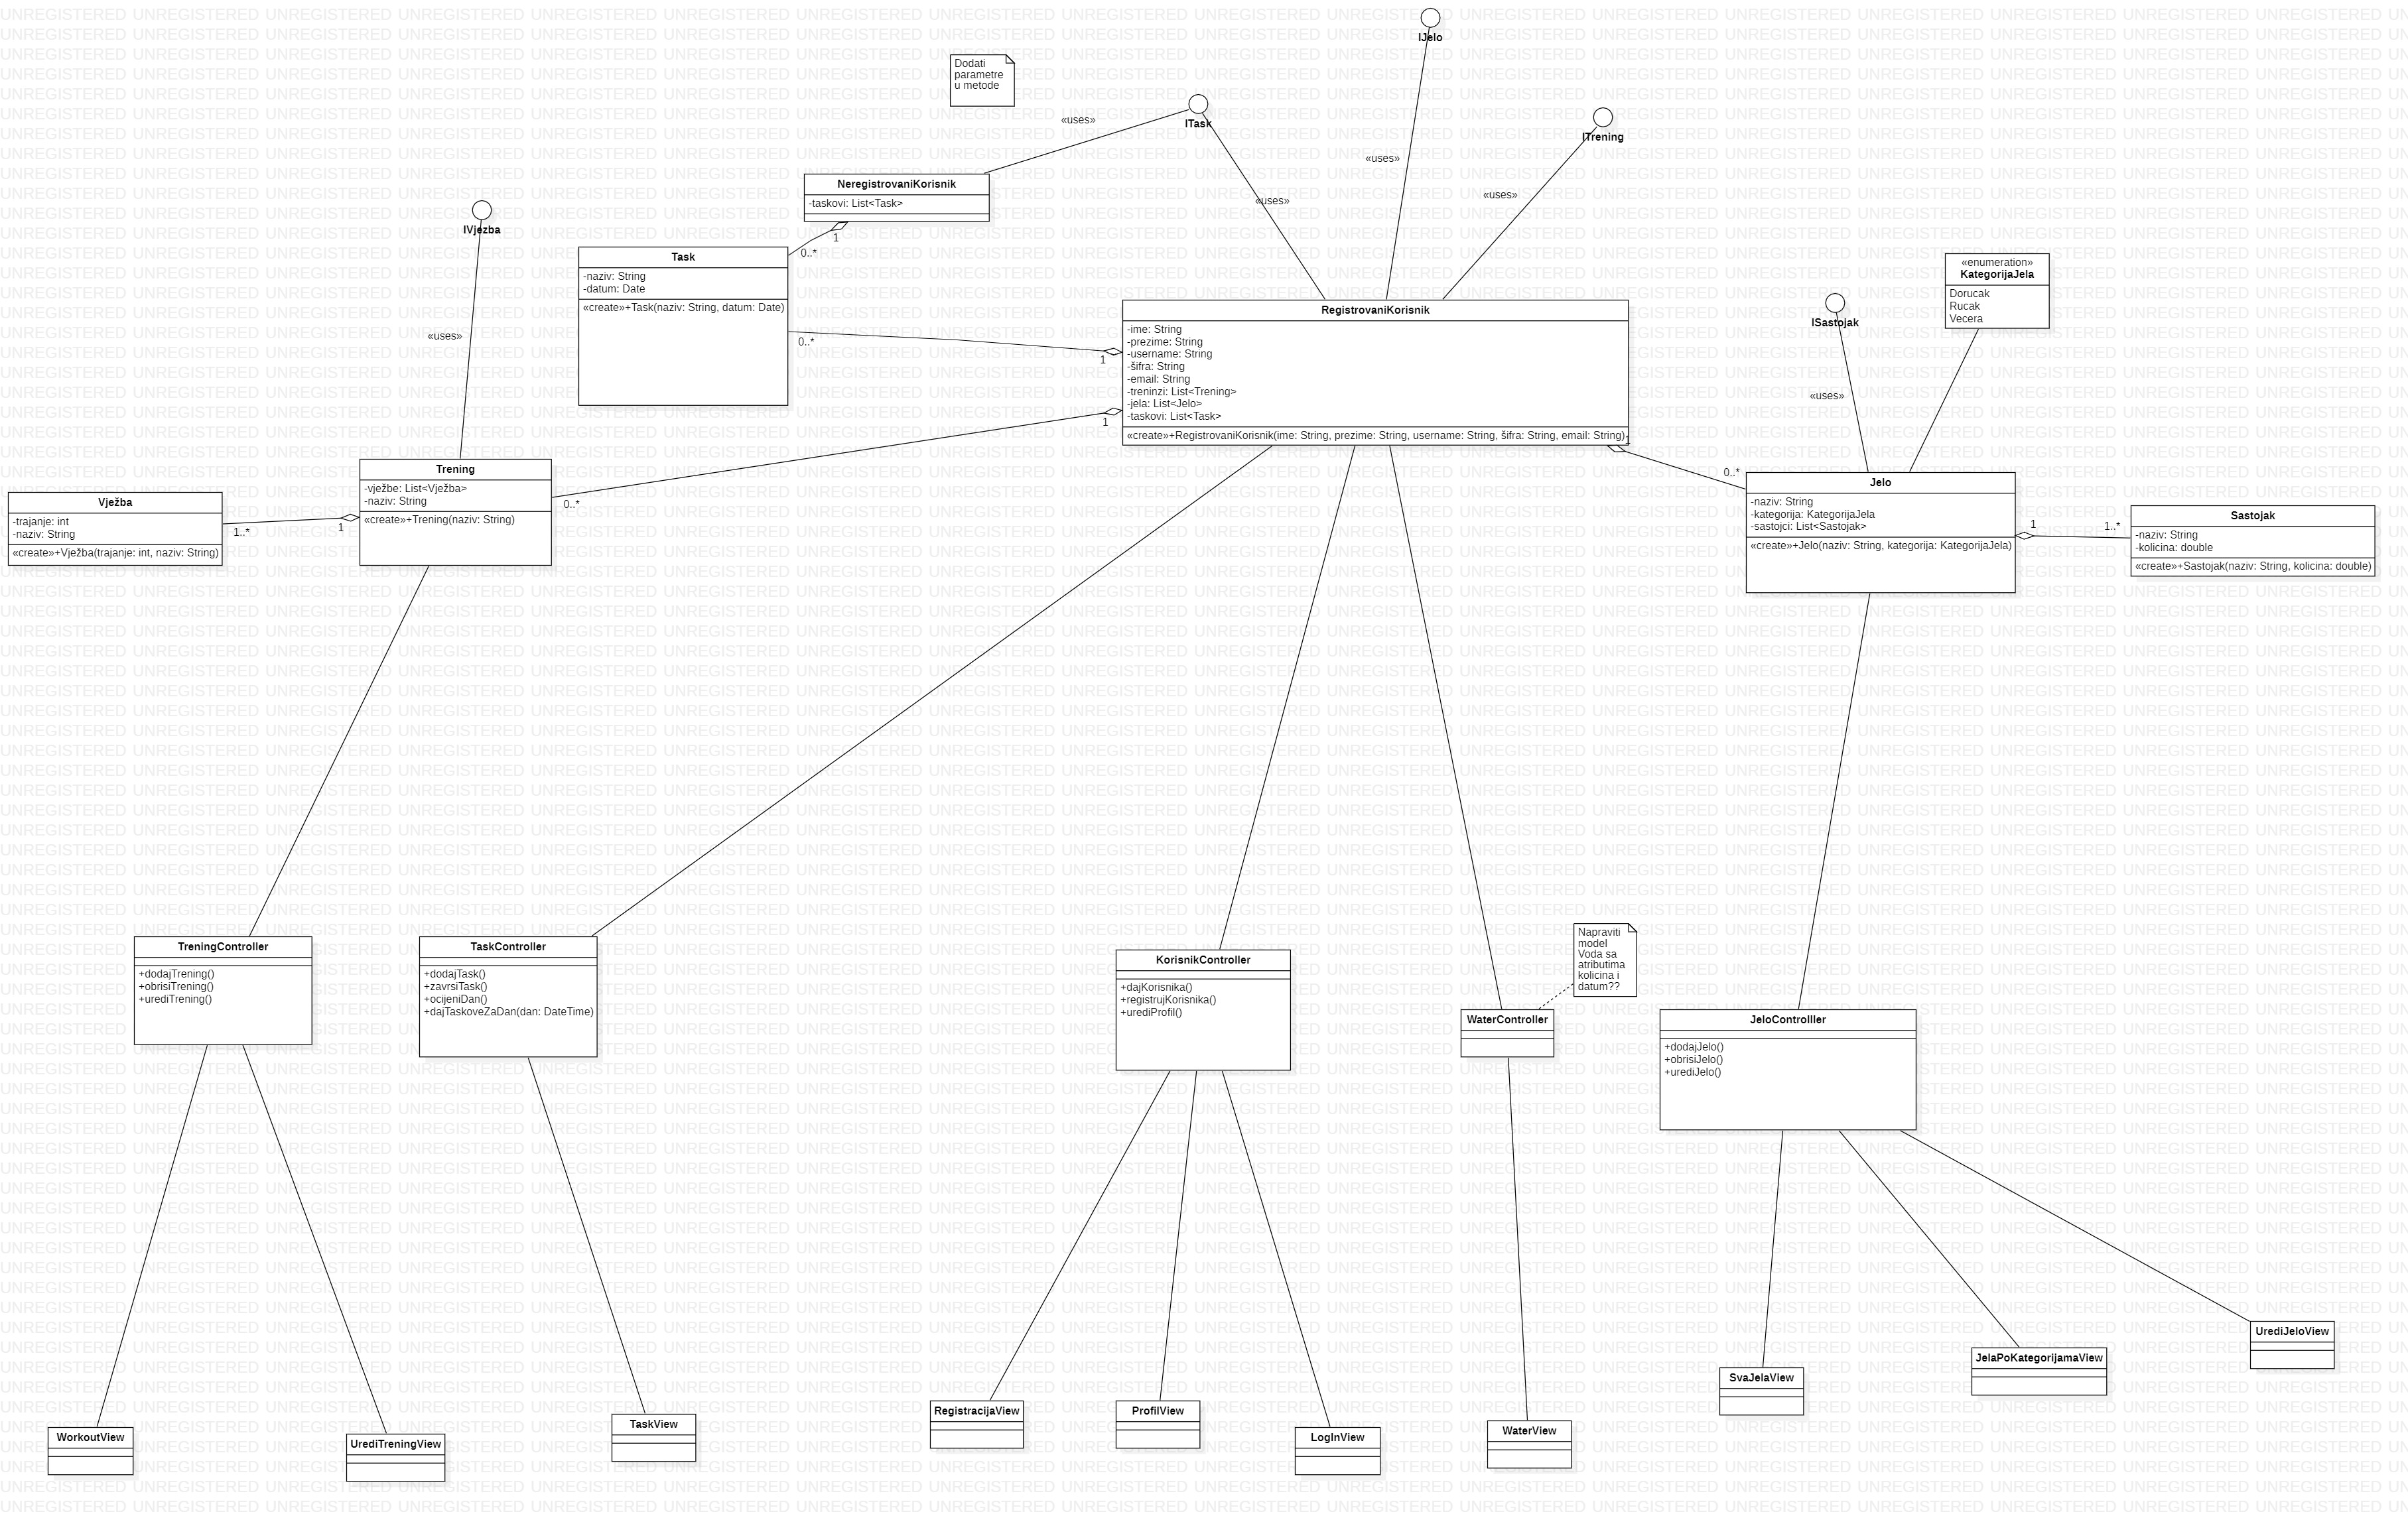 IJelo
Dodati
parametre
u metode
ITask
ITrening
«uses»
«uses»
«uses»
«uses»
NeregistrovaniKorisnik
-taskovi: List<Task>
1
0..*
IVjezba
«uses»
Task
-naziv: String
-datum: Date
«create»+Task(naziv: String, datum: Date)
0..*
1
RegistrovaniKorisnik
-ime: String
-prezime: String
-username: String
-šifra: String
-email: String
-treninzi: List<Trening>
-jela: List<Jelo>
-taskovi: List<Task>
«create»+RegistrovaniKorisnik(ime: String, prezime: String, username: String, šifra: String, email: String)
1
1
0..*
0..*
«enumeration»
KategorijaJela
Dorucak
Rucak
Vecera
ISastojak
«uses»
Vježba
-trajanje: int
-naziv: String
«create»+Vježba(trajanje: int, naziv: String)
1..*
1
Trening
-vježbe: List<Vježba>
-naziv: String
«create»+Trening(naziv: String)
Jelo
-naziv: String
-kategorija: KategorijaJela
-sastojci: List<Sastojak>
«create»+Jelo(naziv: String, kategorija: KategorijaJela)
1
1..*
Sastojak
-naziv: String
-kolicina: double
«create»+Sastojak(naziv: String, kolicina: double)
TreningController
+dodajTrening()
+obrisiTrening()
+urediTrening()
TaskController
+dodajTask()
+zavrsiTask()
+ocijeniDan()
+dajTaskoveZaDan(dan: DateTime)
KorisnikController
+dajKorisnika()
+registrujKorisnika()
+urediProfil()
Napraviti
model
Voda sa
atributima
kolicina i
datum??
WaterController
JeloControlller
+dodajJelo()
+obrisiJelo()
+urediJelo()
WorkoutView
UrediTreningView
TaskView
RegistracijaView
ProfilView
LogInView
WaterView
SvaJelaView
JelaPoKategorijamaView
UrediJeloView
UNREGISTERED